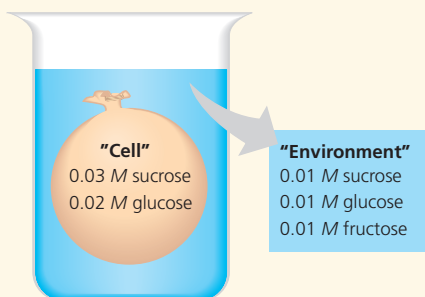 "Cell"
0.03 M sucrose
0.02 M glucose
"Environment"
0.01 M sucrose
0.01 M glucose
0.01 M fructose